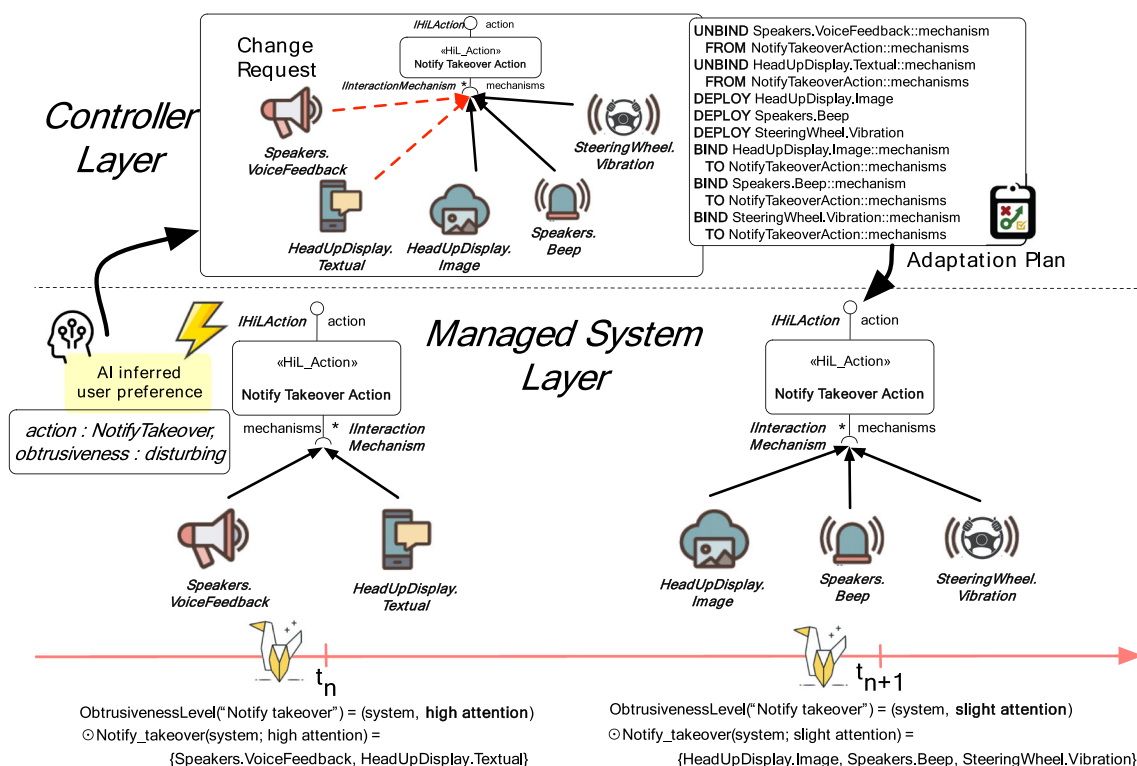 IHiLAction
action
Change
Request
«HiL_Action»
Notify Takeover Action
IInteractionMechanism
*
mechanisms
Controller
Layer
Speakers.
VoiceFeedback
SteeringWheel.
Vibration
HeadUpDisplay.
Textual
HeadUpDisplay.
Image
Speakers.
Beep
UNBIND Speakers.VoiceFeedback::mechanism
FROM NotifyTakeoverAction::mechanisms
UNBIND HeadUpDisplay.Textual::mechanism
FROM NotifyTakeoverAction::mechanisms
DEPLOY HeadUpDisplay.Image
DEPLOY Speakers.Beep
DEPLOY SteeringWheel.Vibration
BIND HeadUpDisplay.Image::mechanism
TO NotifyTakeoverAction::mechanisms
BIND Speakers.Beep::mechanism
TO NotifyTakeoverAction::mechanisms
BIND SteeringWheel.Vibration::mechanism
TO NotifyTakeoverAction::mechanisms
Adaptation Plan
Managed System
Layer
AI inferred
user preference
action : NotifyTakeover,
obtrusiveness : disturbing
IHiLAction
action
«HiL_Action»
Notify Takeover Action
mechanisms
*
IInteraction
Mechanism
Speakers.
VoiceFeedback
HeadUpDisplay.
Textual
IHiLAction
action
«HiL_Action»
Notify Takeover Action
IInteraction
Mechanism
*
mechanisms
HeadUpDisplay.
Image
Speakers.
Beep
SteeringWheel.
Vibration
tn
tn+1
ObtrusivenessLevel(“Notify takeover”) = (system, high attention)
⊙Notify_takeover(system; high attention) =
{Speakers.VoiceFeedback, HeadUpDisplay.Textual}
ObtrusivenessLevel(“Notify takeover”) = (system, slight attention)
⊙Notify_takeover(system; slight attention) =
{HeadUpDisplay.Image, Speakers.Beep, SteeringWheel.Vibration}